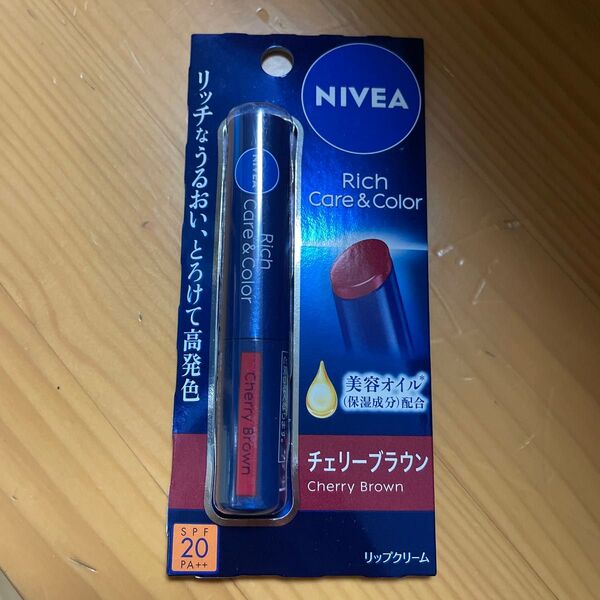 NIVEA
Rich
Care & Color
リッチなうるおい、とろけて高発色
NIVEA
Rich
Care & Color
Cherry Brown
美容オイル*
(保湿成分)配合
チェリーブラウン
Cherry Brown
SPF
20
PA++
リップクリーム